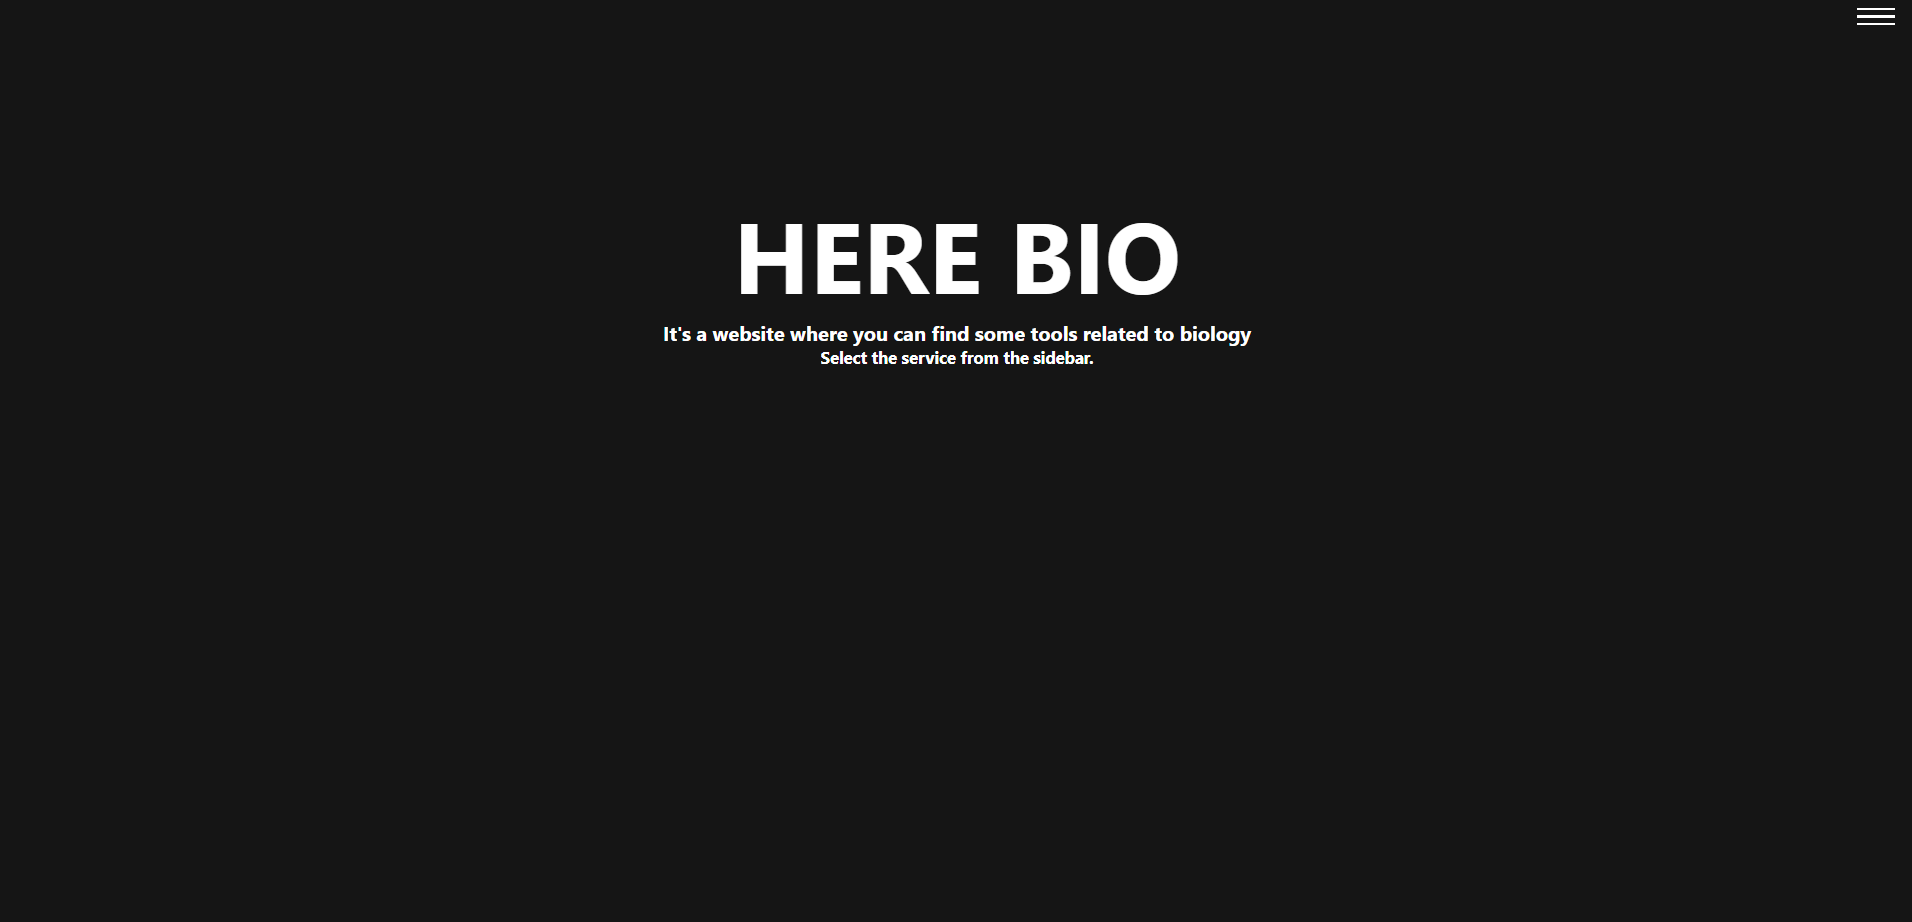 HERE BIO
It's a website where you can find some tools related to biology
Select the service from the sidebar.